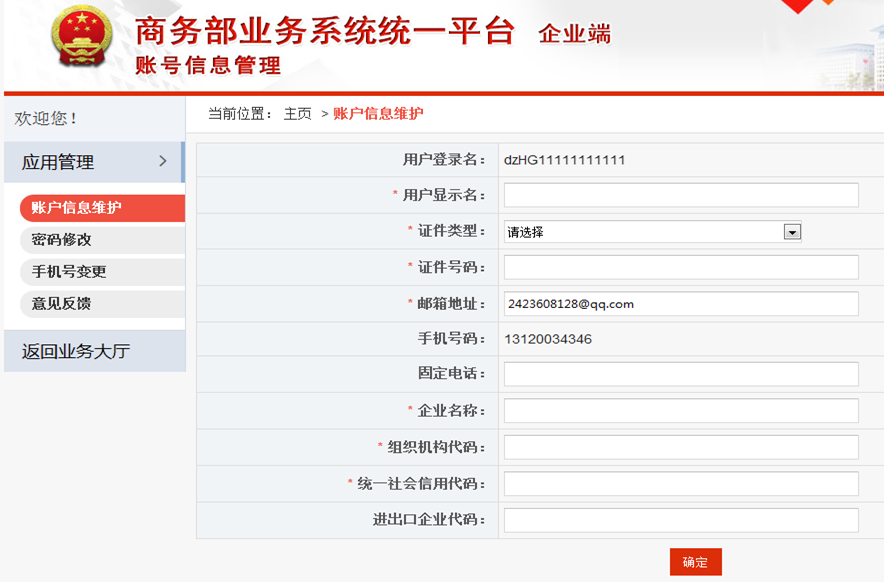 商务部业务系统统一平台 企业端
账号信息管理
欢迎您！
当前位置： 主页 > 账户信息维护
应用管理
账户信息维护
密码修改
手机号变更
意见反馈
返回业务大厅
用户登录名： dzHG11111111111
* 用户显示名：
* 证件类型： 请选择
* 证件号码：
* 邮箱地址： 2423608128@qq.com
手机号码： 13120034346
固定电话：
* 企业名称：
* 组织机构代码：
* 统一社会信用代码：
进出口企业代码：
确定